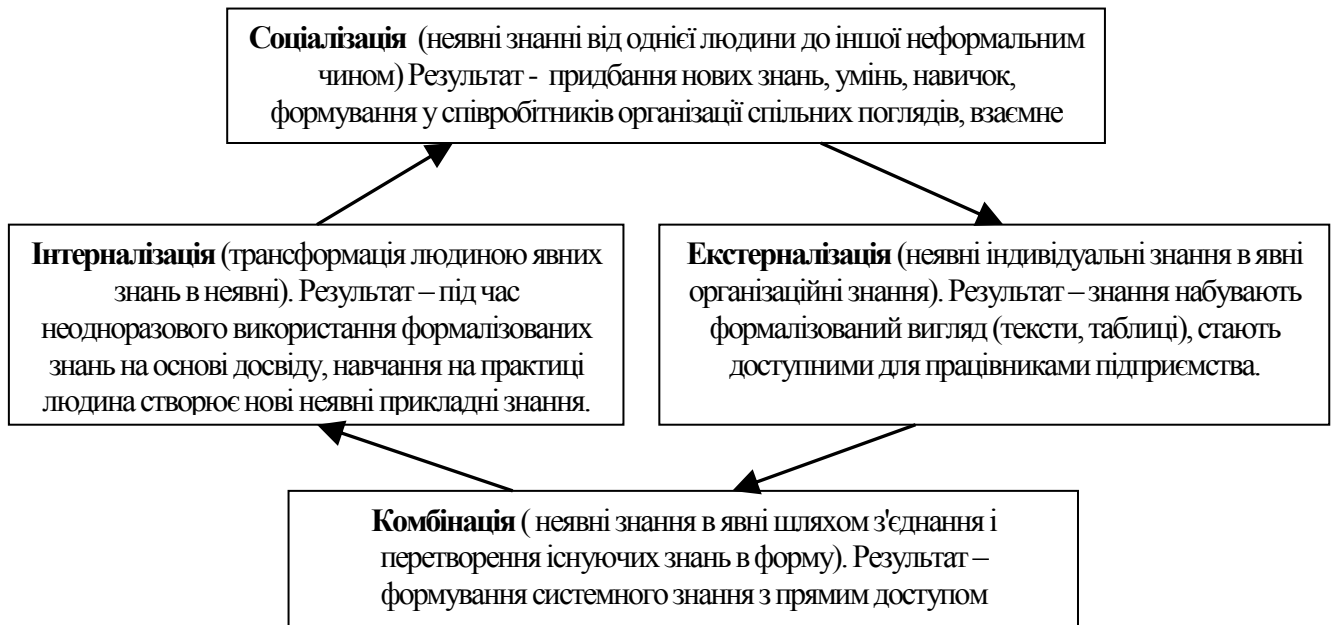 Соціалізація (неявні знанні від однієї людини до іншої неформальним
чином) Результат - придбання нових знань, умінь, навичок,
формування у співробітників організації спільних поглядів, взаємне
Інтерналізація (трансформація людиною явних
знань в неявні). Результат – під час
неодноразового використання формалізованих
знань на основі досвіду, навчання на практиці
людина створює нові неявні прикладні знання.
Екстерналізація (неявні індивідуальні знання в явні
організаційні знання). Результат – знання набувають
формалізований вигляд (тексти, таблиці), стають
доступними для працівниками підприємства.
Комбінація ( неявні знання в явні шляхом з'єднання і
перетворення існуючих знань в форму). Результат –
формування системного знання з прямим доступом